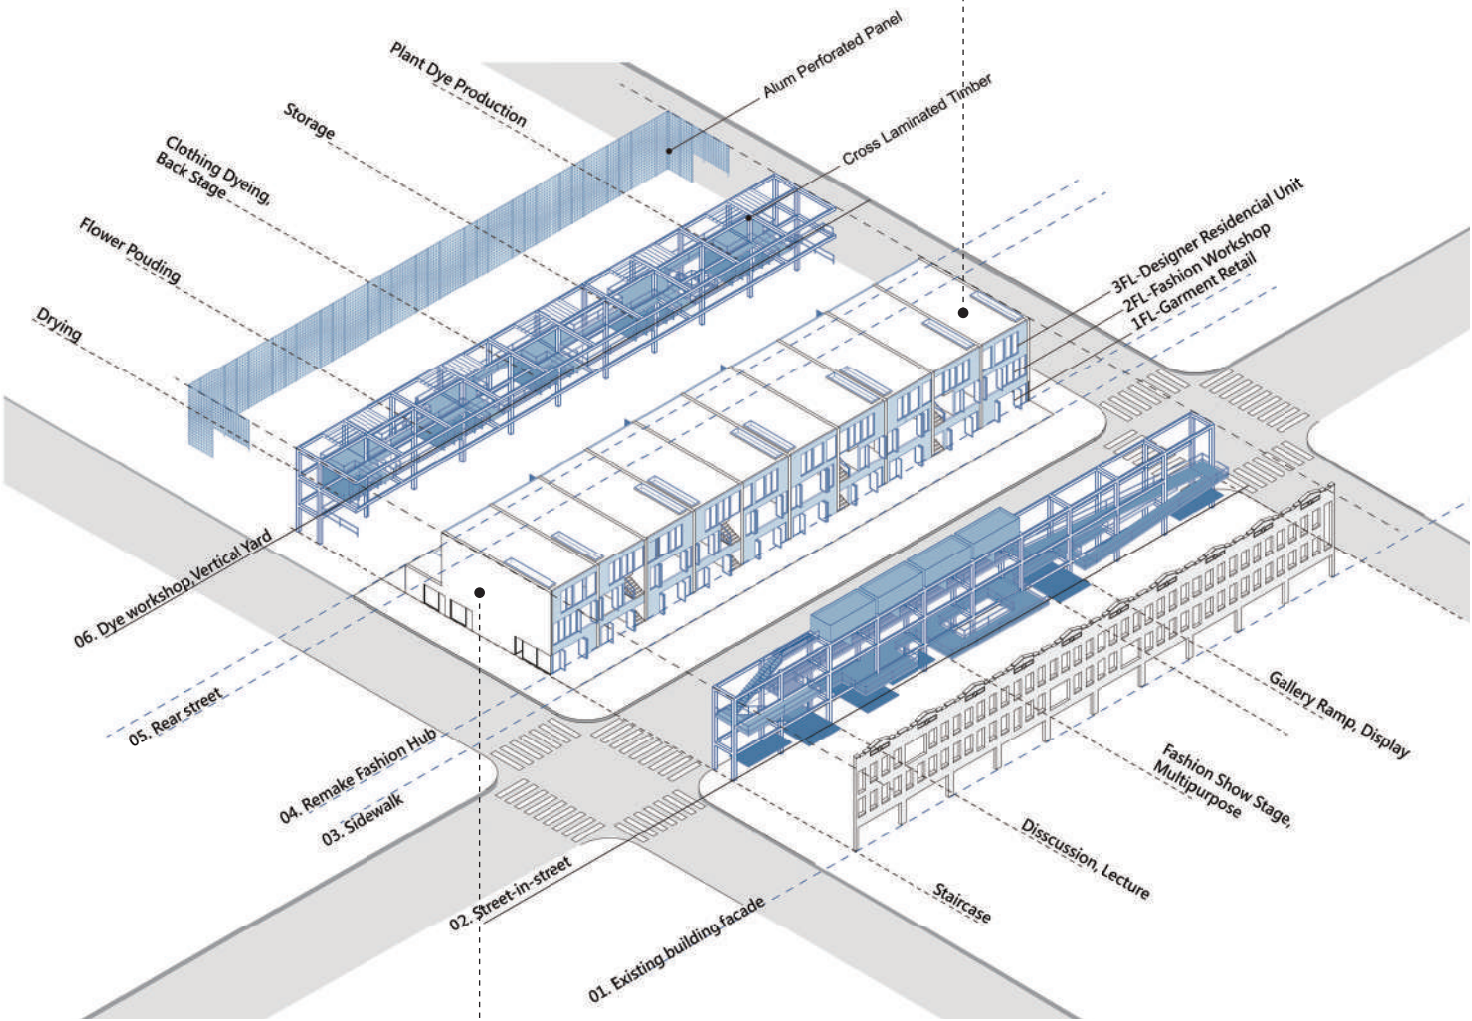 Alum Perforated Panel
Cross Laminated Timber
Plant Dye Production
Storage
Clothing Dyeing,
Back Stage
Flower Pouding
Drying
3FL-Designer Residencial Unit
2FL-Fashion Workshop
1FL-Garment Retail
06. Dye workshop,Vertical Yard
05. Rear street
04. Remake Fashion Hub
03. Sidewalk
02. Street-in-street
01. Existing building facade
Gallery Ramp, Display
Fashion Show Stage,
Multipurpose
Disscussion, Lecture
Staircase